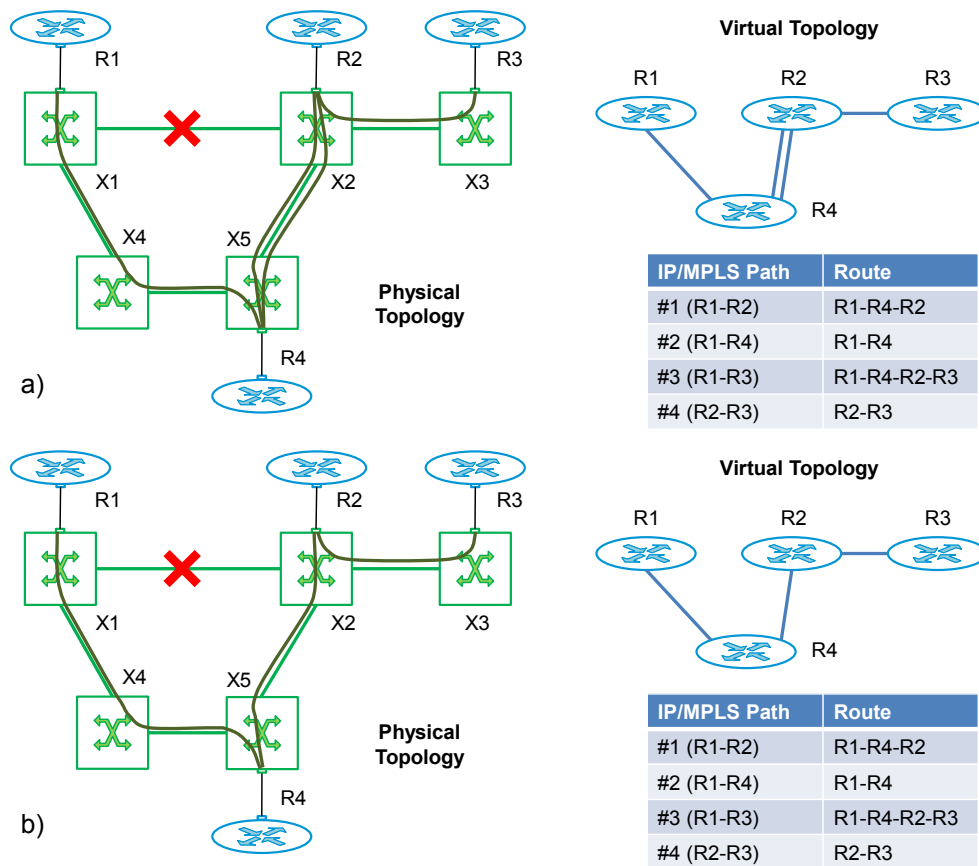 R1
R2
R3
X1
X2
X3
X4
X5
Physical
Topology
R4
a)
Virtual Topology
R1
R2
R3
R4
IP/MPLS Path Route
#1 (R1-R2) R1-R4-R2
#2 (R1-R4) R1-R4
#3 (R1-R3) R1-R4-R2-R3
#4 (R2-R3) R2-R3
R1
R2
R3
X1
X2
X3
X4
X5
Physical
Topology
R4
b)
Virtual Topology
R1
R2
R3
R4
IP/MPLS Path Route
#1 (R1-R2) R1-R4-R2
#2 (R1-R4) R1-R4
#3 (R1-R3) R1-R4-R2-R3
#4 (R2-R3) R2-R3